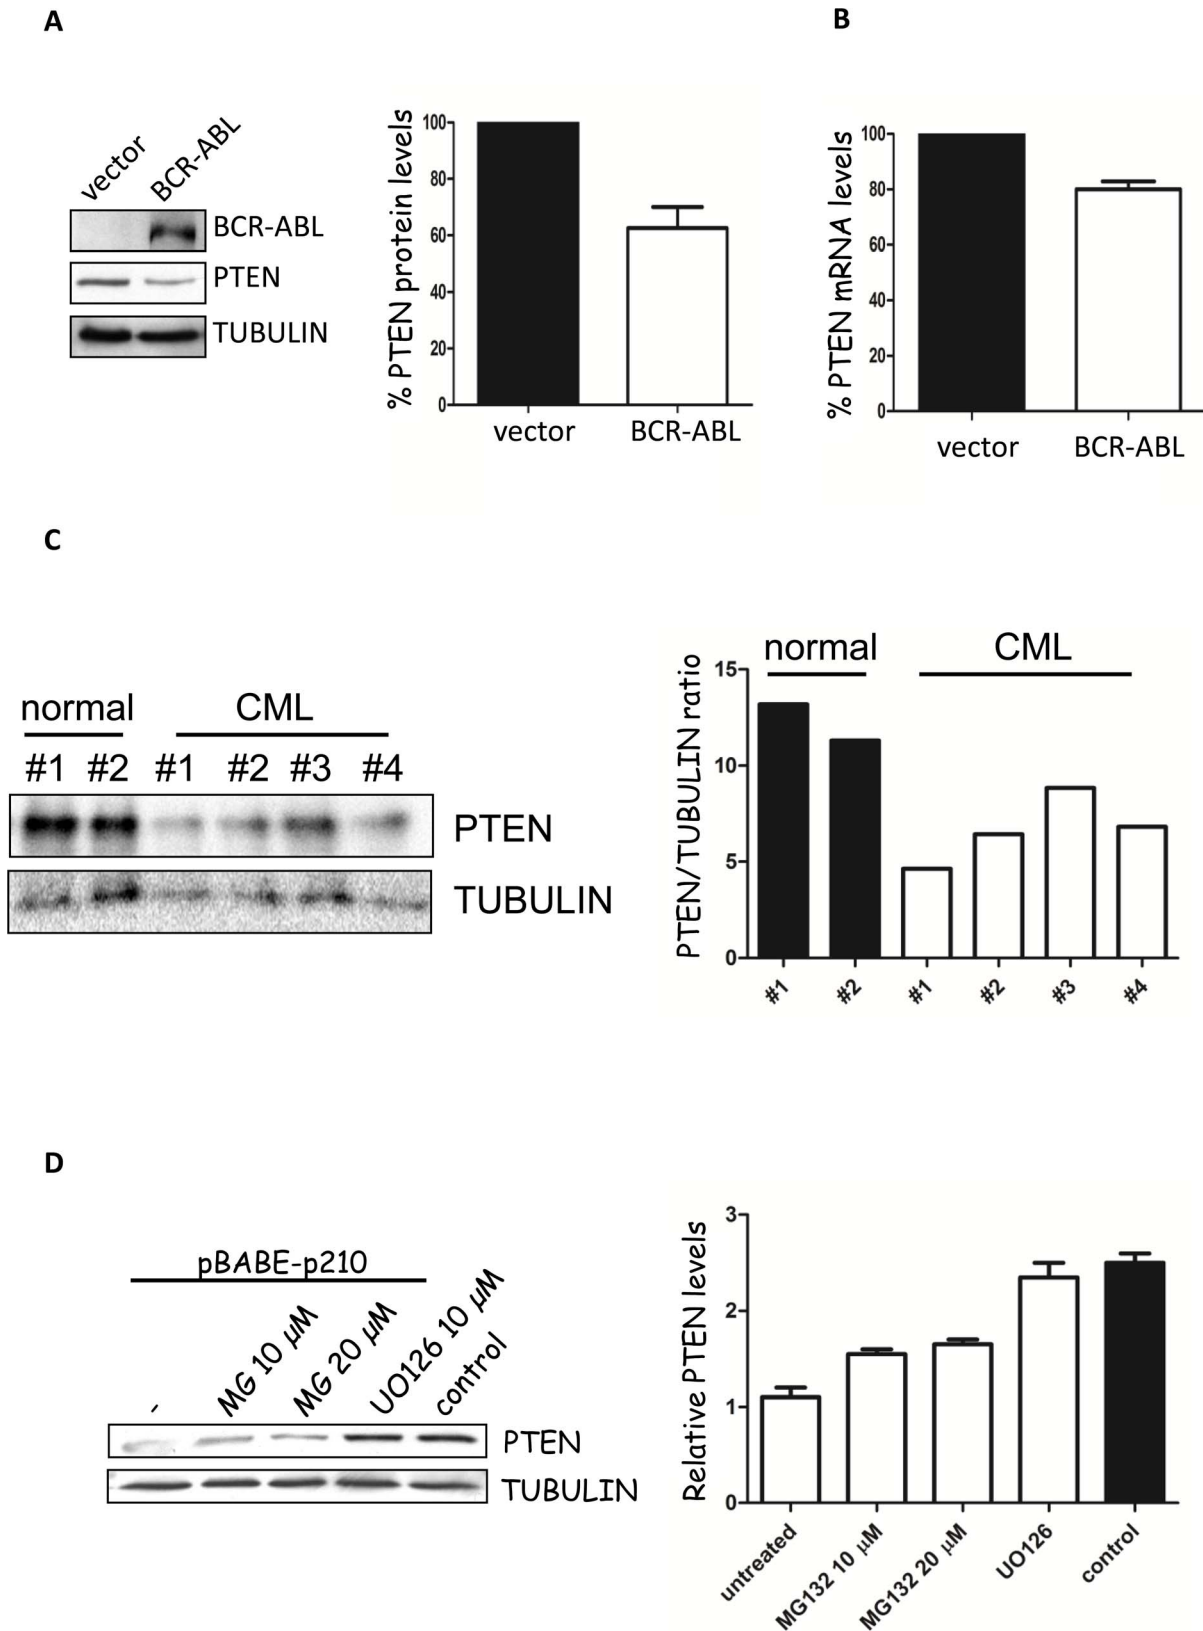 A
vector
BCR-ABL
BCR-ABL
PTEN
TUBULIN
% PTEN protein levels
100
80
60
40
20
0
vector
BCR-ABL
B
% PTEN mRNA levels
100
80
60
40
20
0
vector
BCR-ABL
C
normal
CML
#1 #2 #1 #2 #3 #4
PTEN
TUBULIN
normal
CML
PTEN/TUBULIN ratio
15
10
5
0
#1
#2
#1
#2
#3
#4
D
pBABE-p210
-
MG 10 µM
MG 20 µM
UO126 10 µM
control
PTEN
TUBULIN
Relative PTEN levels
3
2
1
0
untreated
MG132 10 µM
MG132 20 µM
UO126
control